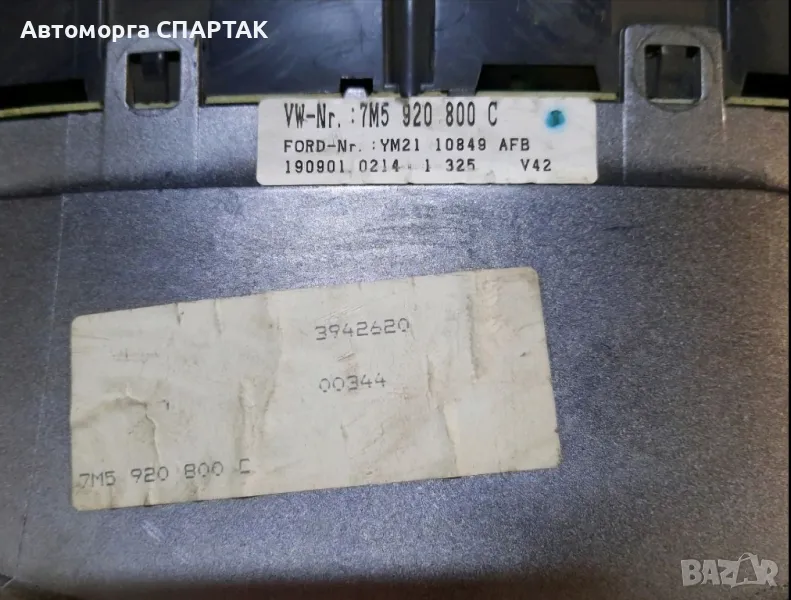 Автоморга СПАРТАК
VW-Nr.:7M5 920 800 C
FORD-Nr. :YM21 10849 AFB
190901 0214 1 325 V42
3942620
00344
7M5 920 800 C
BAZAR